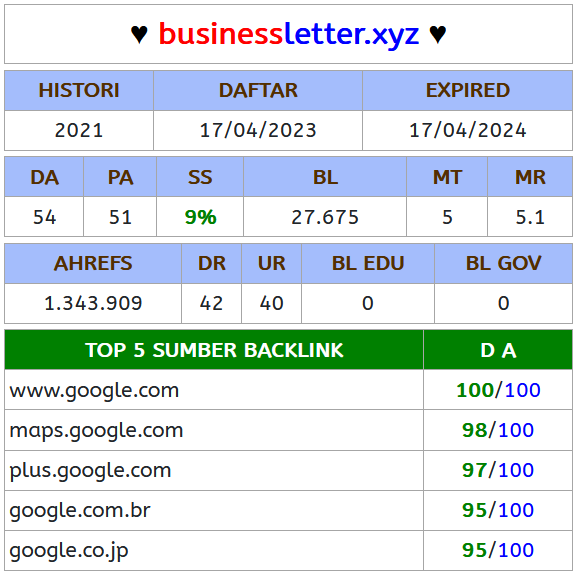 ♥ businessletter.xyz ♥
HISTORI DAFTAR EXPIRED
2021 17/04/2023 17/04/2024
DA PA SS BL MT MR
54 51 9% 27.675 5 5.1
AHREFS DR UR BL EDU BL GOV
1.343.909 42 40 0 0
TOP 5 SUMBER BACKLINK D A
www.google.com 100/100
maps.google.com 98/100
plus.google.com 97/100
google.com.br 95/100
google.co.jp 95/100